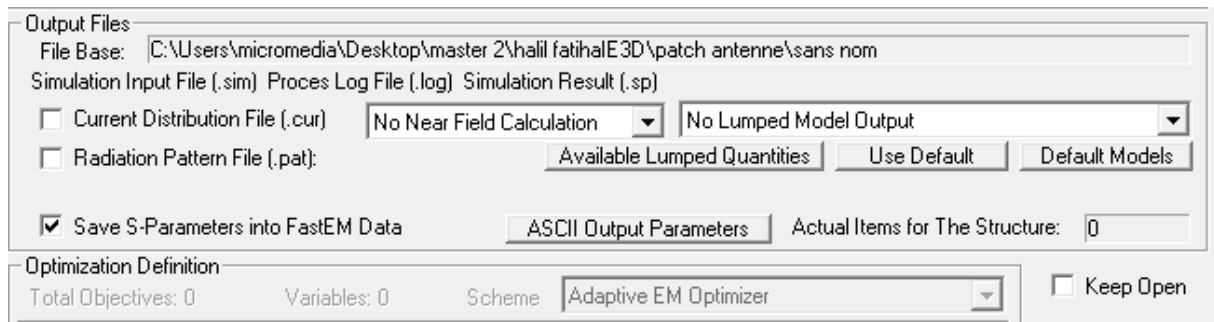 Output Files
File Base: C:\Users\micromedia\Desktop\master 2\halil fatihaIE3D\patch antenne\sans nom
Simulation Input File (.sim) Proces Log File (.log) Simulation Result (.sp)
Current Distribution File (.cur) No Near Field Calculation No Lumped Model Output
Radiation Pattern File (.pat): Available Lumped Quantities Use Default Default Models
Save S-Parameters into FastEM Data ASCII Output Parameters Actual Items for The Structure: 0
Optimization Definition
Total Objectives: 0 Variables: 0 Scheme Adaptive EM Optimizer Keep Open